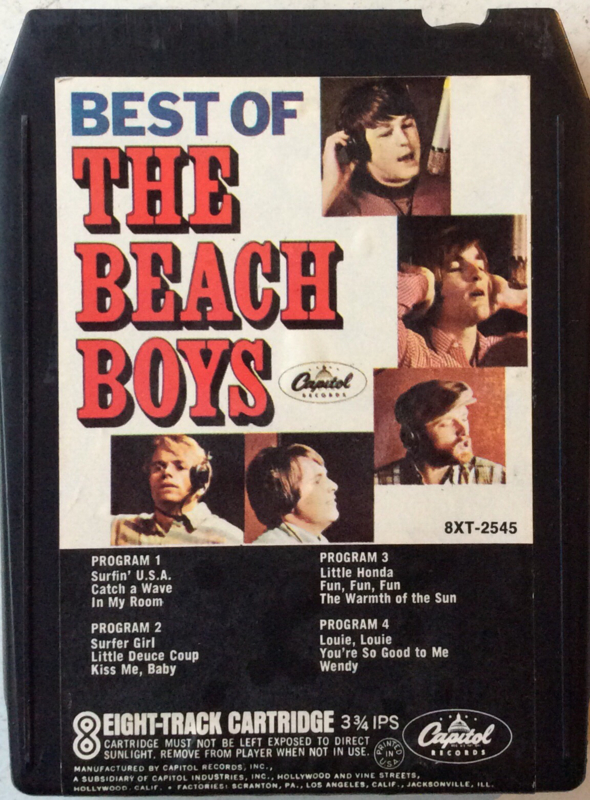 BEST OF
THE
BEACH
BOYS
Capitol
RECORDS
8XT-2545
PROGRAM 1
Surfin' U.S.A.
Catch a Wave
In My Room
PROGRAM 2
Surfer Girl
Little Deuce Coup
Kiss Me, Baby
PROGRAM 3
Little Honda
Fun, Fun, Fun
The Warmth of the Sun
PROGRAM 4
Louie, Louie
You're So Good to Me
Wendy
8 EIGHT-TRACK CARTRIDGE 3 3/4 IPS
CARTRIDGE MUST NOT BE LEFT EXPOSED TO DIRECT
SUNLIGHT. REMOVE FROM PLAYER WHEN NOT IN USE.
PRINTED
IN
USA
Capitol
RECORDS
MANUFACTURED BY CAPITOL RECORDS, INC.,
A SUBSIDIARY OF CAPITOL INDUSTRIES, INC., HOLLYWOOD AND VINE STREETS,
HOLLYWOOD, CALIF. • FACTORIES: SCRANTON, PA., LOS ANGELES, CALIF., JACKSONVILLE, ILL.